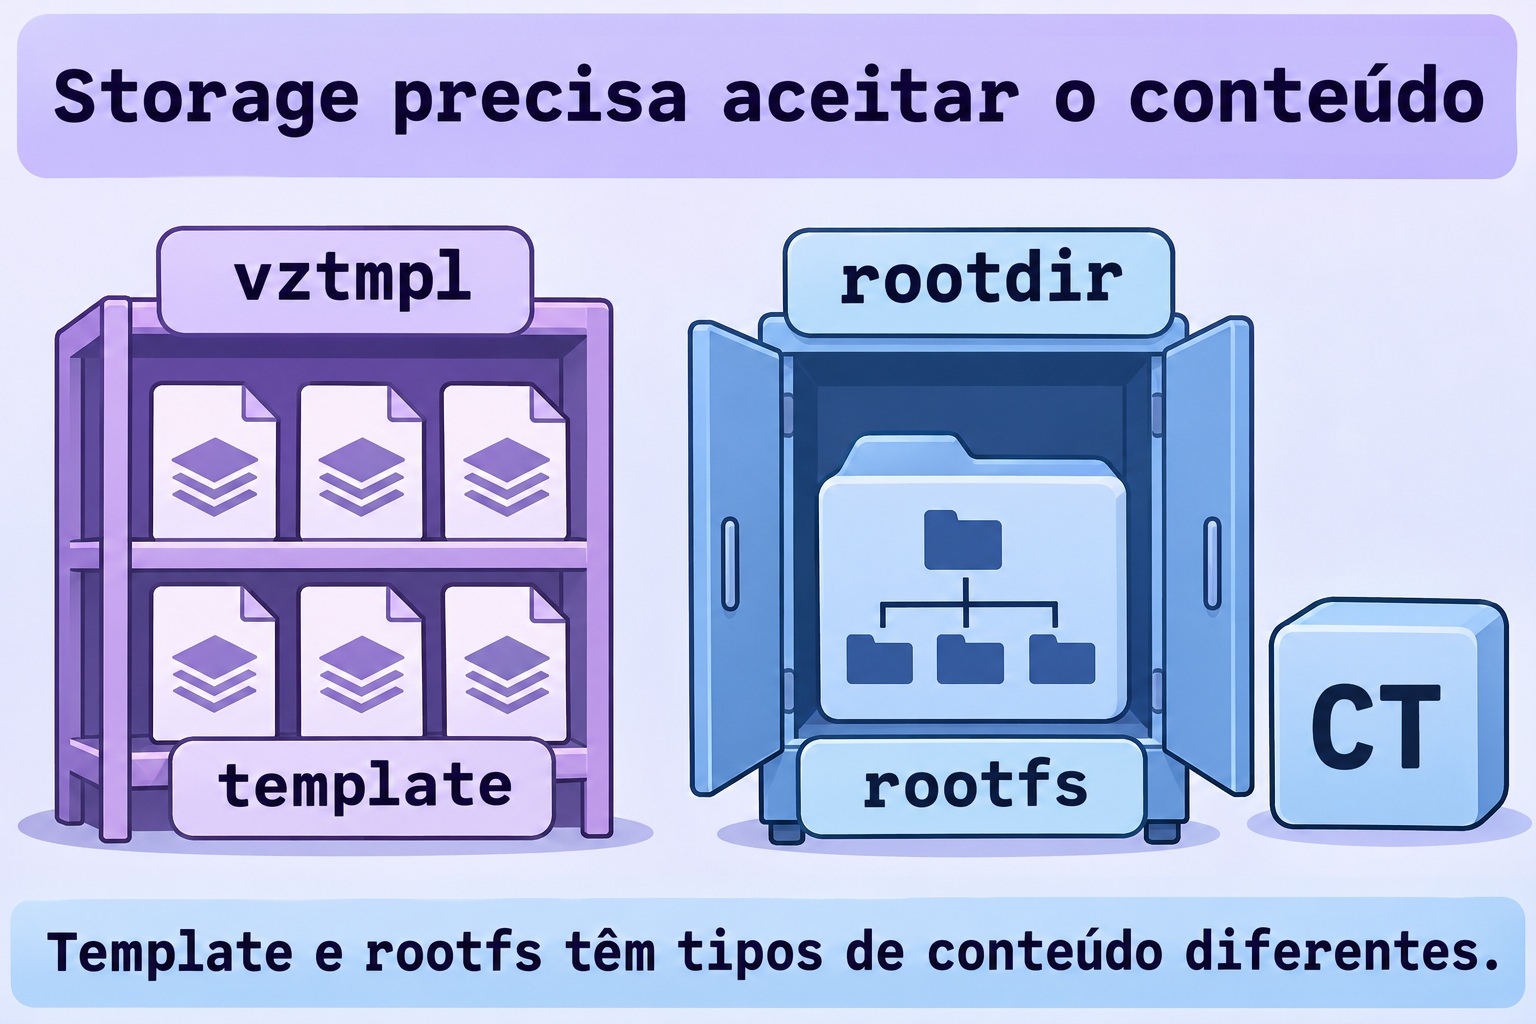 Storage precisa aceitar o conteúdo
vztmpl
rootdir
template
rootfs
CT
Template e rootfs têm tipos de conteúdo diferentes.